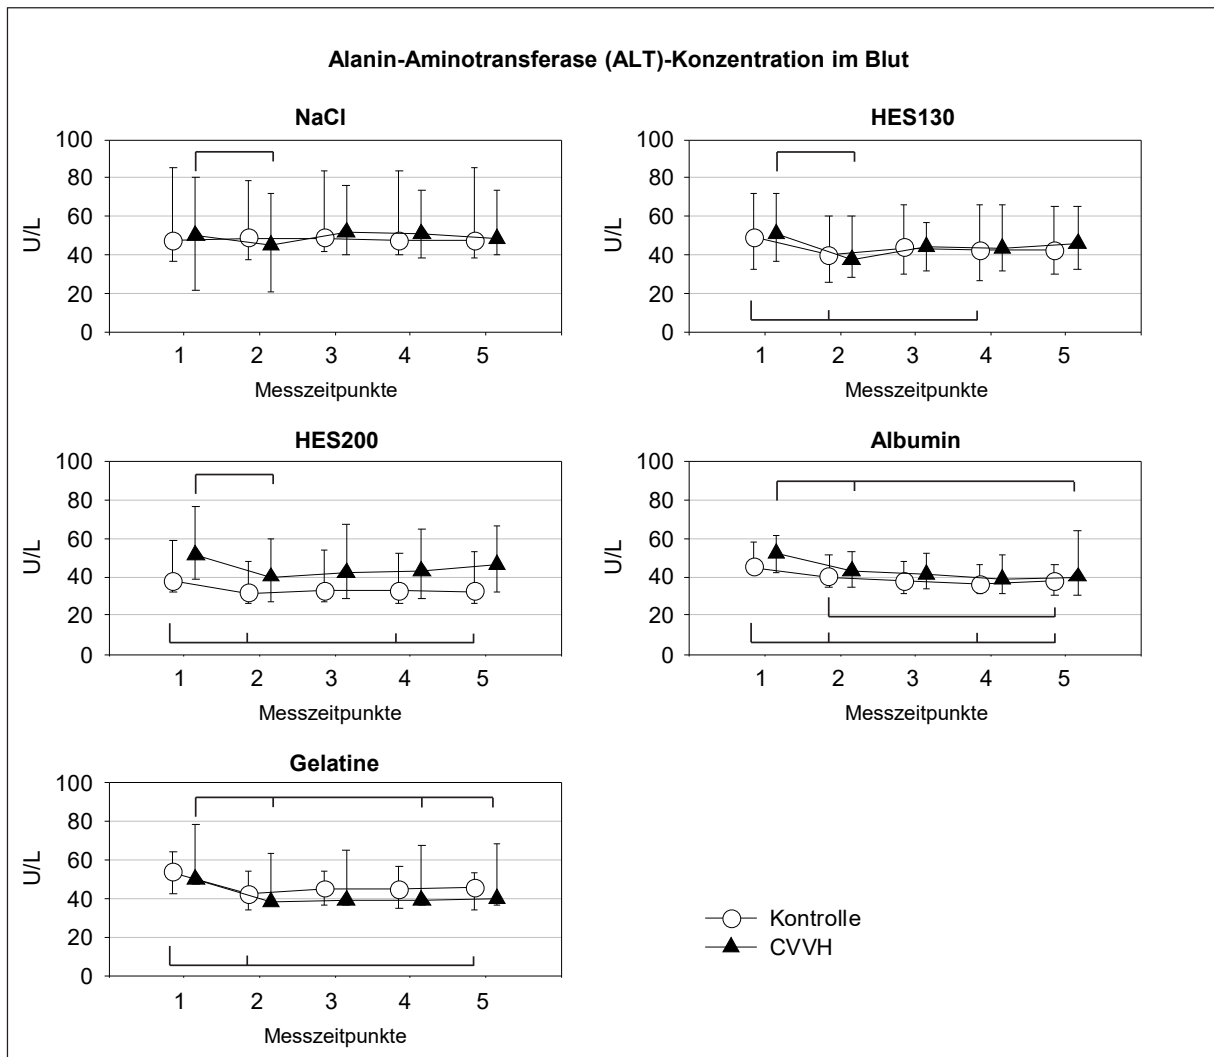 Alanin-Aminotransferase (ALT)-Konzentration im Blut
NaCl
100
80
60
40
20
0
U/L
1 2 3 4 5
Messzeitpunkte
HES130
100
80
60
40
20
0
U/L
1 2 3 4 5
Messzeitpunkte
HES200
100
80
60
40
20
0
U/L
1 2 3 4 5
Messzeitpunkte
Albumin
100
80
60
40
20
0
U/L
1 2 3 4 5
Messzeitpunkte
Gelatine
100
80
60
40
20
0
U/L
1 2 3 4 5
Messzeitpunkte
Kontrolle
CVVH